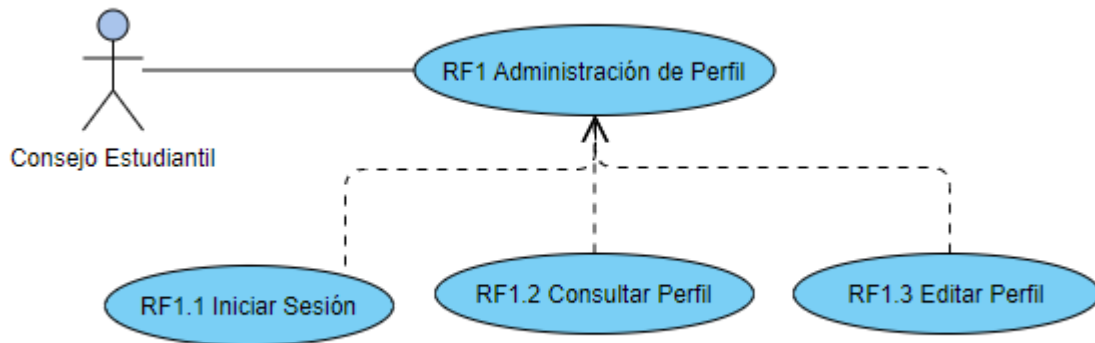 RF1 Administración de Perfil
Consejo Estudiantil
RF1.1 Iniciar Sesión
RF1.2 Consultar Perfil
RF1.3 Editar Perfil